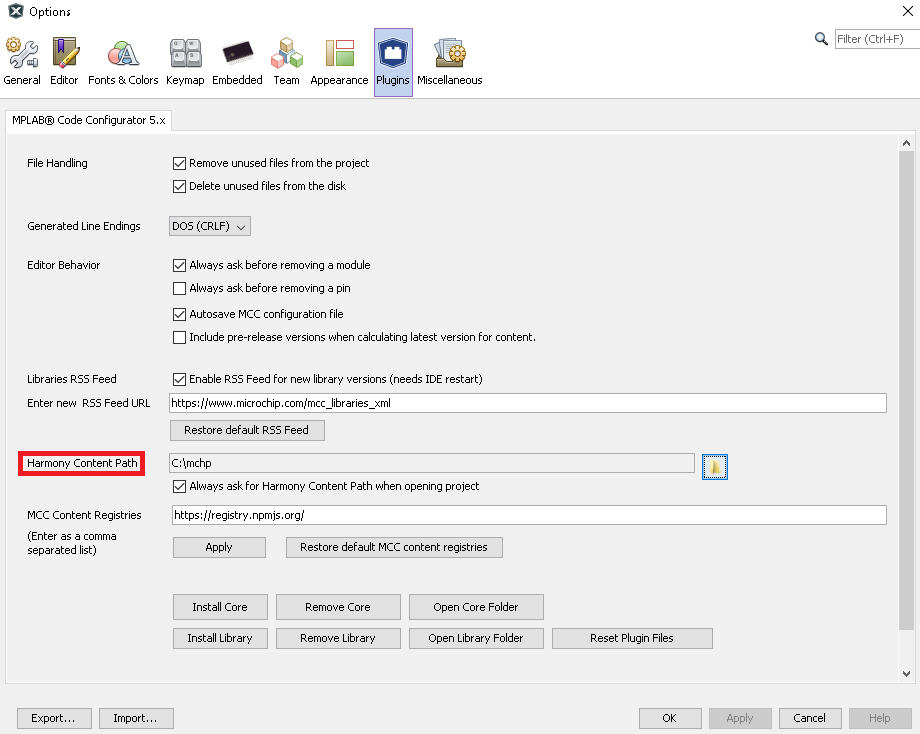 Options
Filter (Ctrl+F)
General Editor Fonts & Colors Keymap Embedded Team Appearance Plugins Miscellaneous
MPLAB® Code Configurator 5.x
File Handling
Remove unused files from the project
Delete unused files from the disk
Generated Line Endings DOS (CRLF)
Editor Behavior
Always ask before removing a module
Always ask before removing a pin
Autosave MCC configuration file
Include pre-release versions when calculating latest version for content.
Libraries RSS Feed
Enable RSS Feed for new library versions (needs IDE restart)
Enter new RSS Feed URL https://www.microchip.com/mcc_libraries_xml
Restore default RSS Feed
Harmony Content Path C:\mchp
Always ask for Harmony Content Path when opening project
MCC Content Registries https://registry.npmjs.org/
(Enter as a comma
separated list)
Apply Restore default MCC content registries
Install Core Remove Core Open Core Folder
Install Library Remove Library Open Library Folder Reset Plugin Files
Export... Import... OK Apply Cancel Help